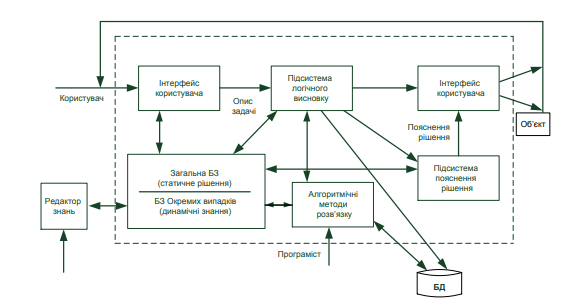 Інтерфейс
користувача
Підсистема
логічного
висновку
Інтерфейс
користувача
Користувач
Опис
задачі
Об'єкт
Пояснення
рішення
Загальна БЗ
(статичне рішення)
БЗ Окремих випадків
(динамічні знання)
Підсистема
пояснення
рішення
Редактор
знань
Алгоритмічні
методи
розв'язку
Програміст
БД